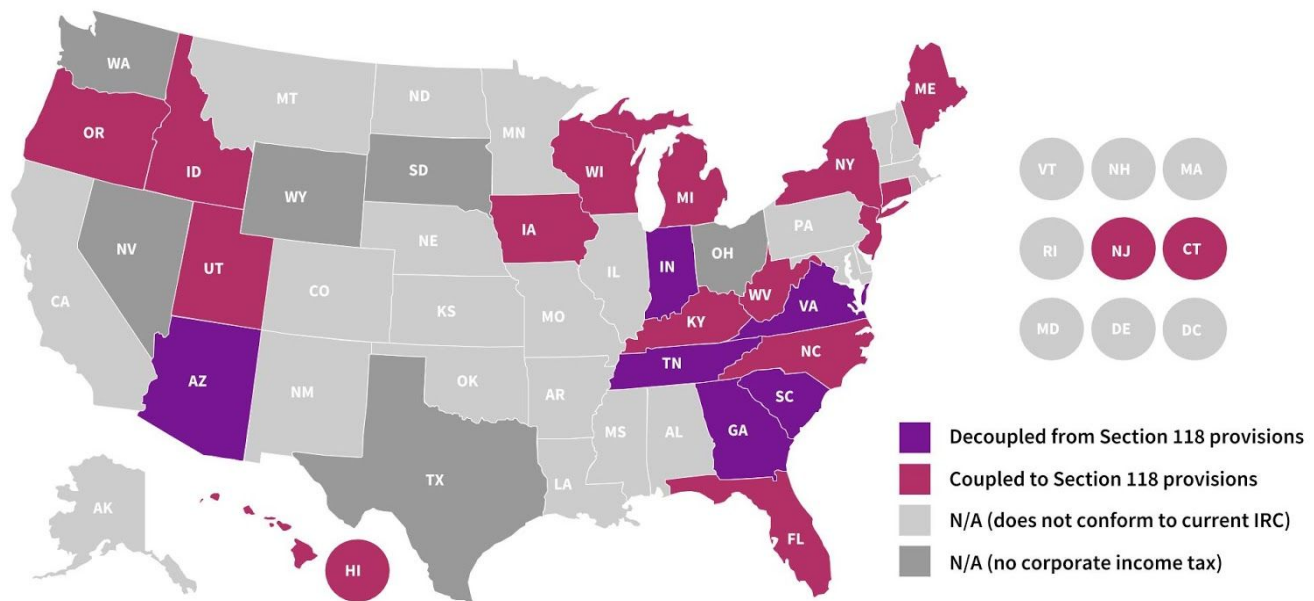 WA
MT
ND
MN
ME
OR
ID
WY
SD
WI
MI
NY
VT
NH
MA
NV
UT
NE
IA
IL
IN
OH
PA
RI
NJ
CT
CA
CO
KS
MO
KY
WV
VA
MD
DE
DC
AZ
NM
OK
AR
TN
NC
SC
MS
AL
GA
TX
LA
FL
AK
HI
Decoupled from Section 118 provisions
Coupled to Section 118 provisions
N/A (does not conform to current IRC)
N/A (no corporate income tax)